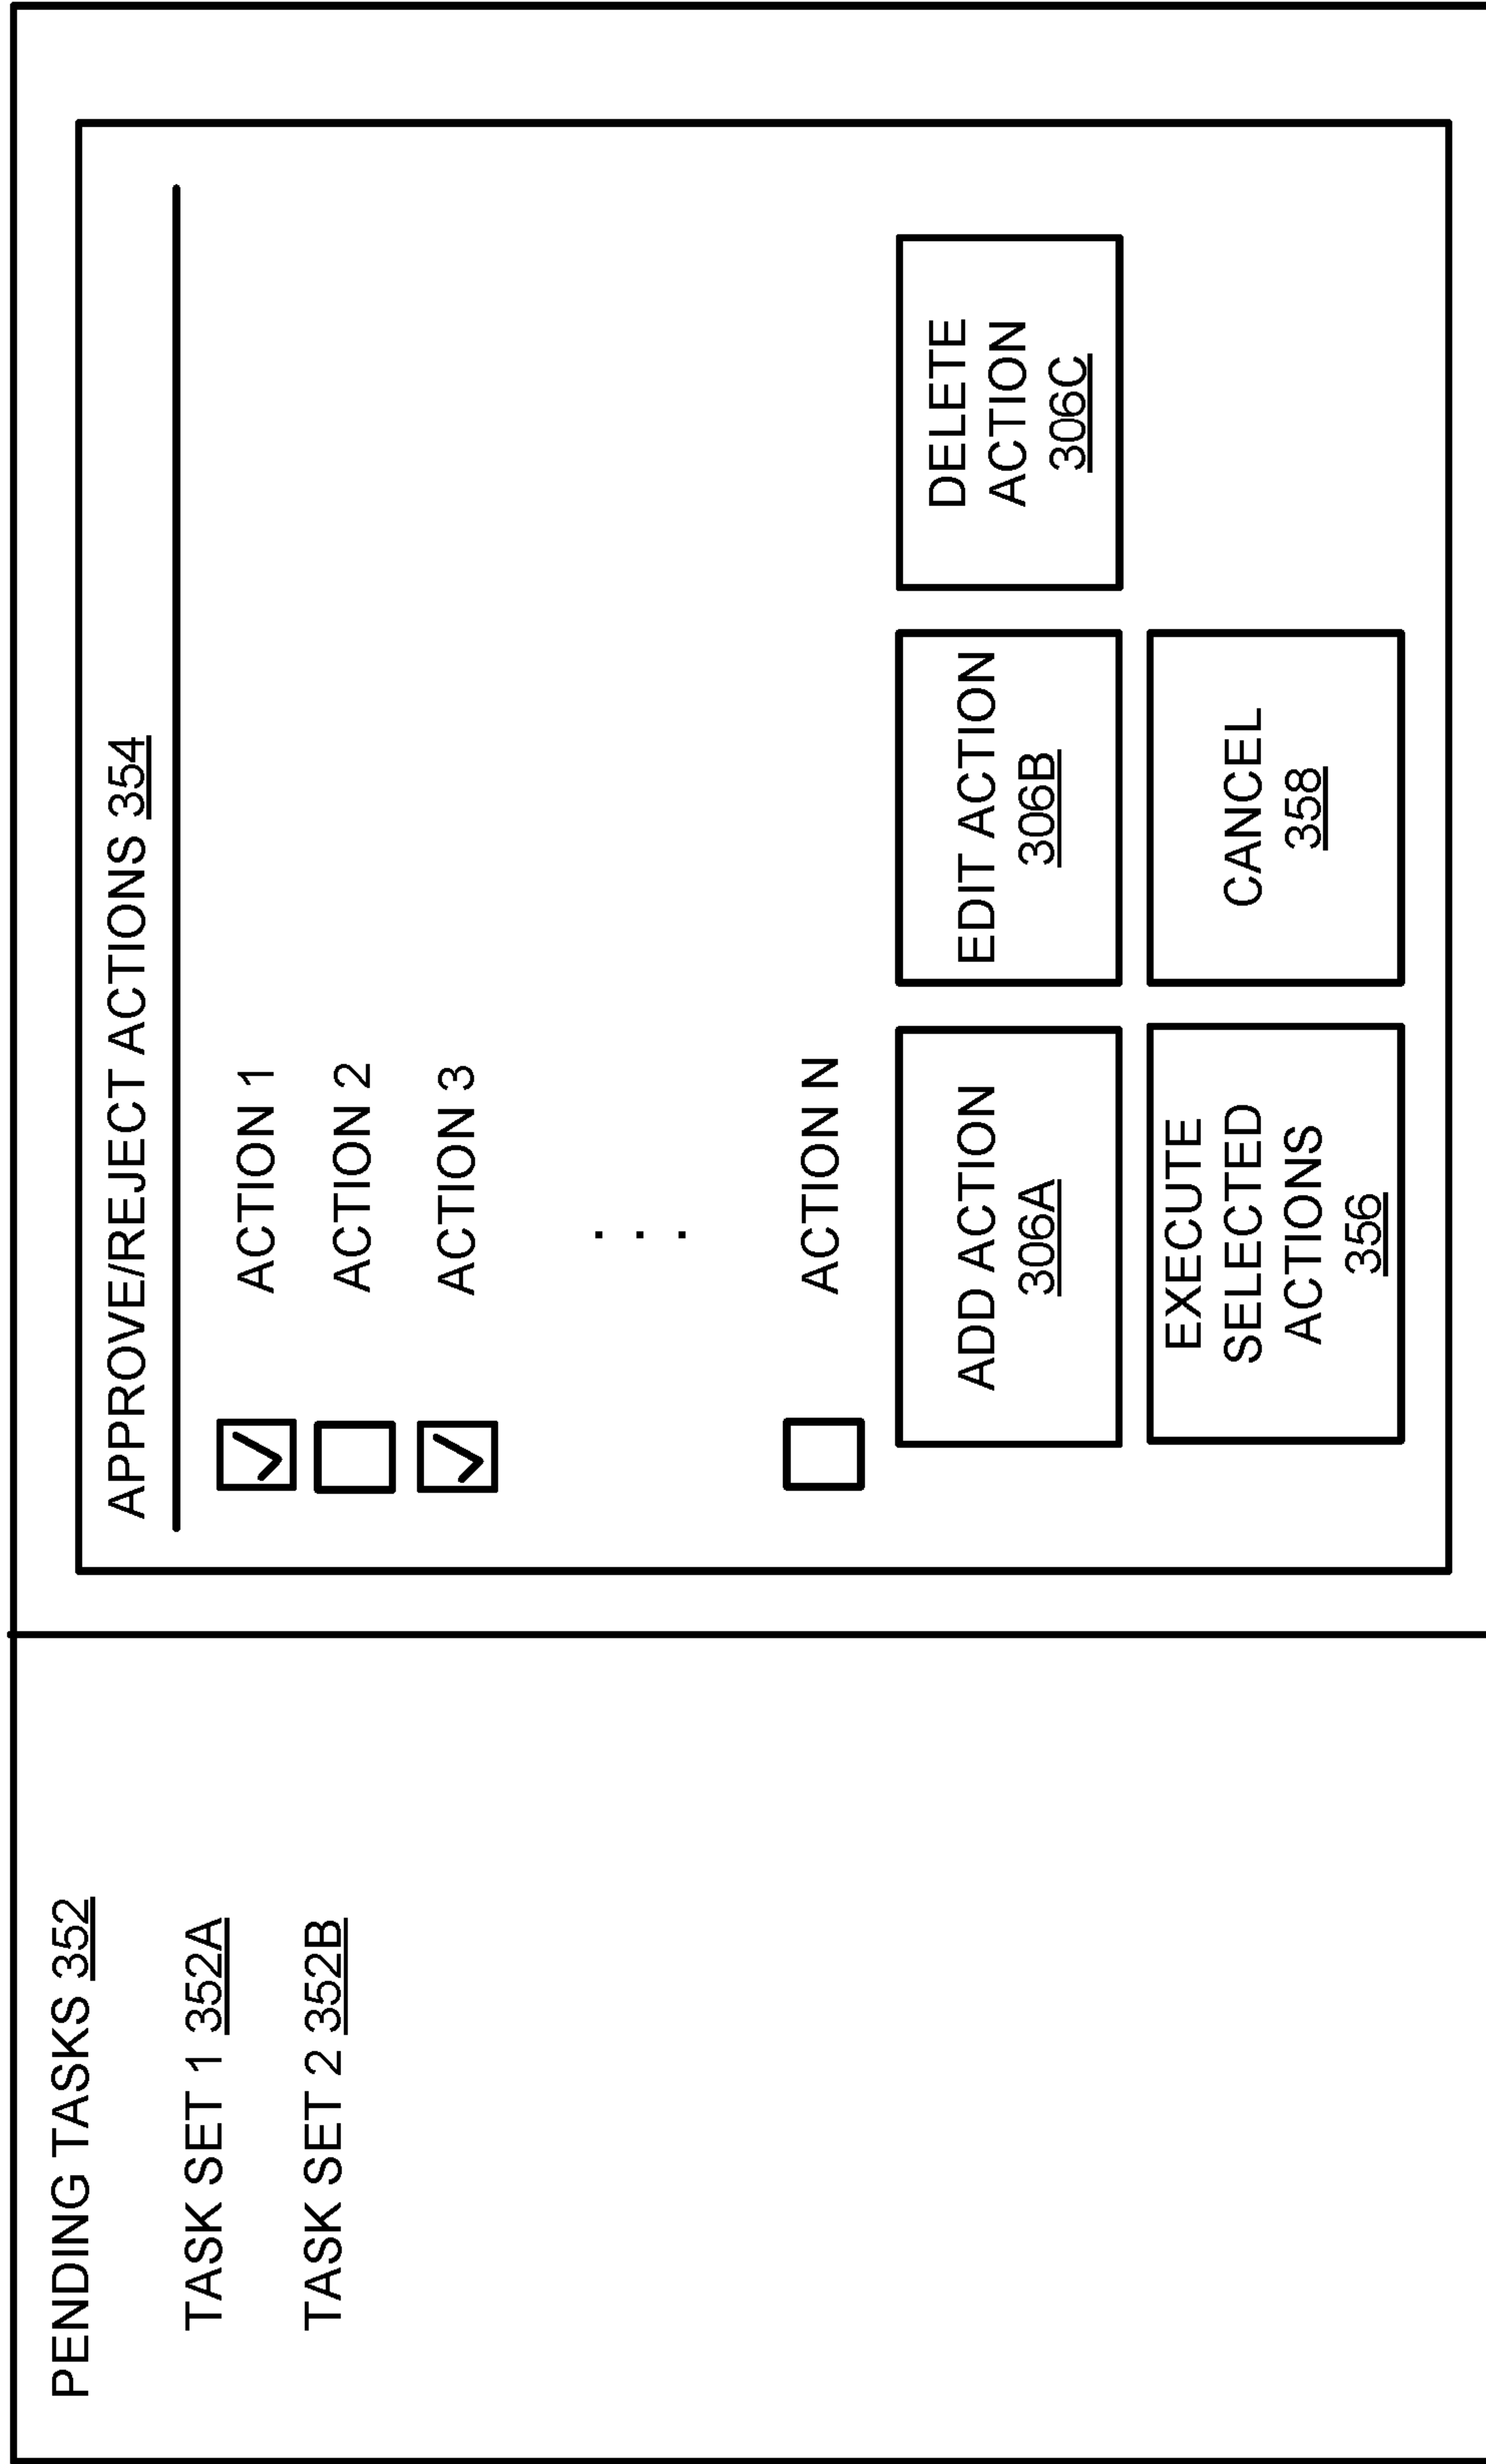 PENDING TASKS 352
TASK SET 1 352A
TASK SET 2 352B
APPROVE/REJECT ACTIONS 354
ACTION 1
ACTION 2
ACTION 3
. . .
ACTION N
ADD ACTION
306A
EDIT ACTION
306B
DELETE
ACTION
306C
EXECUTE
SELECTED
ACTIONS
356
CANCEL
358